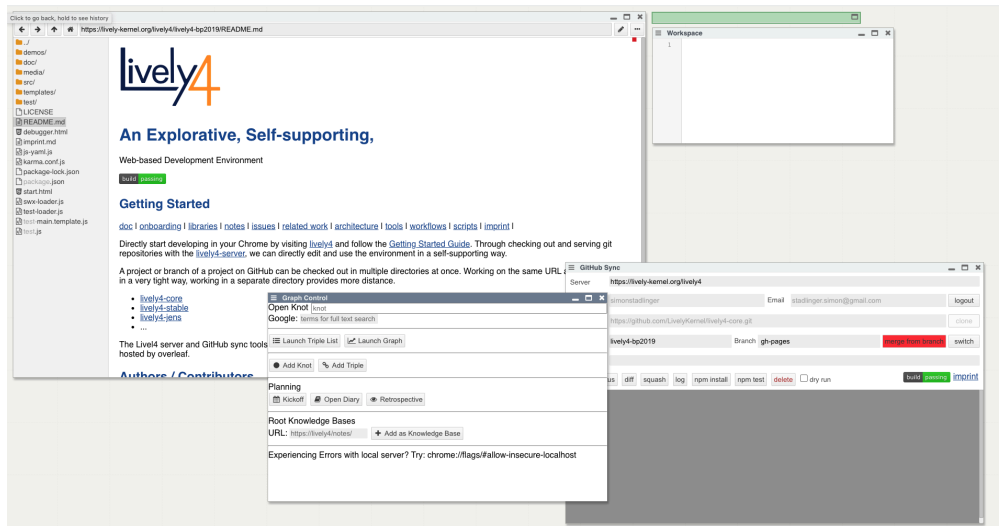 Click to go back, hold to see history
https://lively-kernel.org/lively4/lively4-bp2019/README.md
../
demos/
doc/
media/
src/
templates/
test/
LICENSE
README.md
debugger.html
imprint.md
js-yaml.js
karma.conf.js
package-lock.json
package.json
start.html
swx-loader.js
test-loader.js
test-main.template.js
test.js
lively4
An Explorative, Self-supporting,
Web-based Development Environment
build passing
Getting Started
doc | onboarding | libraries | notes | issues | related work | architecture | tools | workflows | scripts | imprint |
Directly start developing in your Chrome by visiting lively4 and follow the Getting Started Guide. Through checking out and serving git
repositories with the lively4-server, we can directly edit and use the environment in a self-supporting way.
A project or branch of a project on GitHub can be checked out in multiple directories at once. Working on the same URL
in a very tight way, working in a separate directory provides more distance.
lively4-core
lively4-stable
lively4-jens
...
The Livel4 server and GitHub sync tools
hosted by overleaf.
Authors / Contributors
Workspace
1
GitHub Sync
Server https://lively-kernel.org/lively4
simonstadlinger Email stadlinger.simon@gmail.com logout
https://github.com/LivelyKernel/lively4-core.git clone
lively4-bp2019 Branch gh-pages merge from branch switch
us diff squash log npm install npm test delete dry run build passing imprint
Graph Control
Open Knot knot
Google: terms for full text search
Launch Triple List Launch Graph
Add Knot Add Triple
Planning
Kickoff Open Diary Retrospective
Root Knowledge Bases
URL: https://lively4/notes/ Add as Knowledge Base
Experiencing Errors with local server? Try: chrome://flags/#allow-insecure-localhost